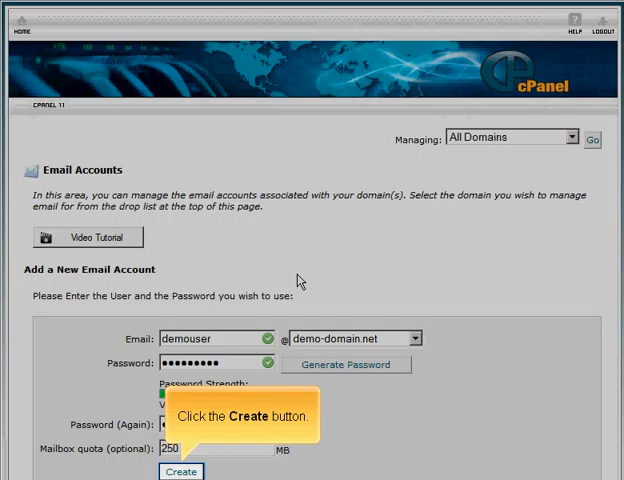 HOME HELP LOGOUT
cPanel
CPANEL 11
Managing: All Domains Go
Email Accounts
In this area, you can manage the email accounts associated with your domain(s). Select the domain you wish to manage
email for from the drop list at the top of this page.
Video Tutorial
Add a New Email Account
Please Enter the User and the Password you wish to use:
Email: demouser @ demo-domain.net
Password: ••••••••• Generate Password
Password Strength:
Click the Create button.
Password (Again):
Mailbox quota (optional): 250 MB
Create